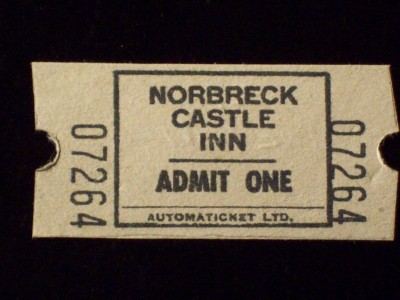 07264
NORBRECK
CASTLE
INN
ADMIT ONE
AUTOMATICKET LTD.
07264